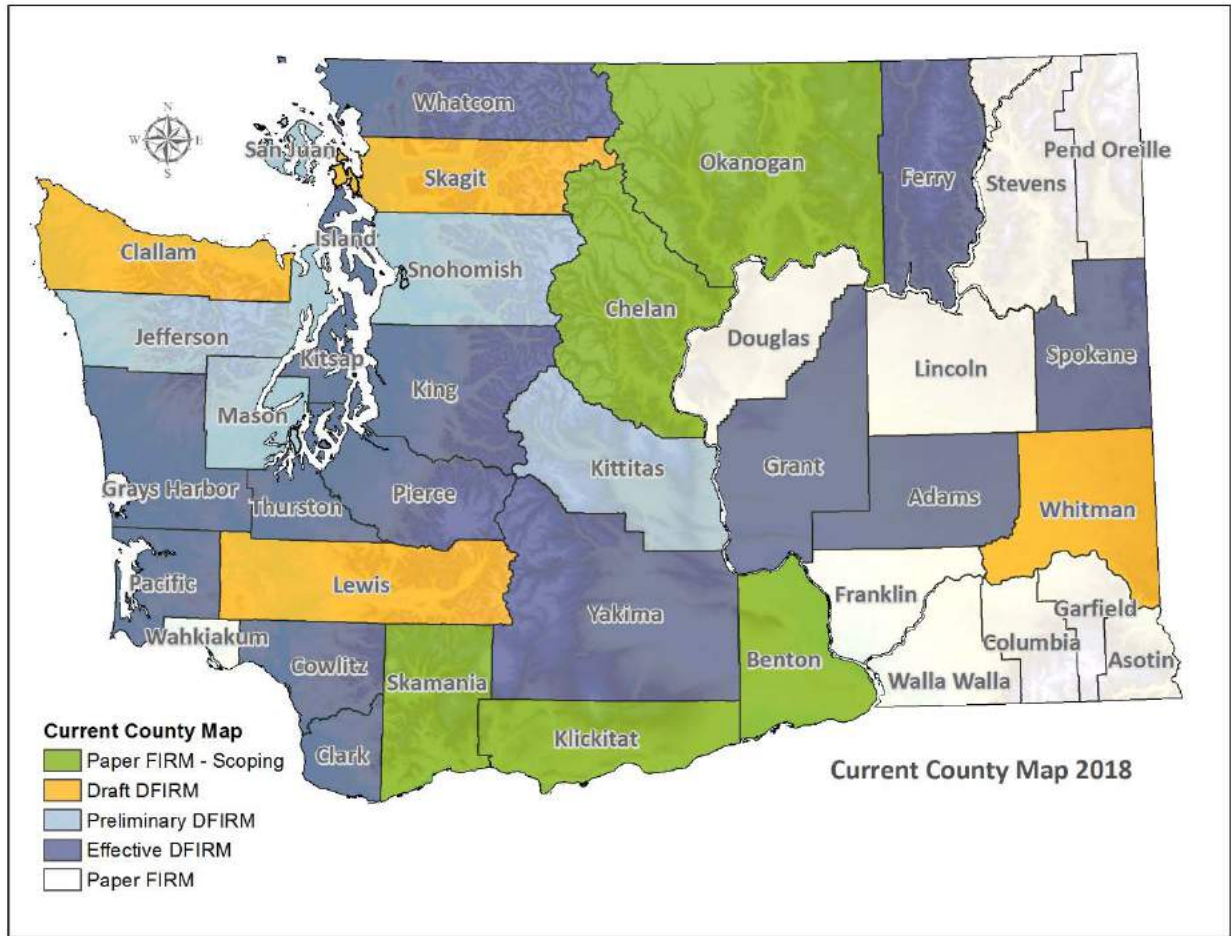 N
W E
S
Whatcom
San Juan
Skagit
Okanogan
Ferry
Stevens
Pend Oreille
Clallam
Island
Snohomish
Chelan
Jefferson
Kitsap
Douglas
Lincoln
Spokane
King
Mason
Kittitas
Grant
Grays Harbor
Thurston
Pierce
Adams
Whitman
Pacific
Lewis
Yakima
Franklin
Garfield
Wahkiakum
Cowlitz
Skamania
Benton
Columbia
Walla Walla
Asotin
Clark
Klickitat
Current County Map
Paper FIRM - Scoping
Draft DFIRM
Preliminary DFIRM
Effective DFIRM
Paper FIRM
Current County Map 2018